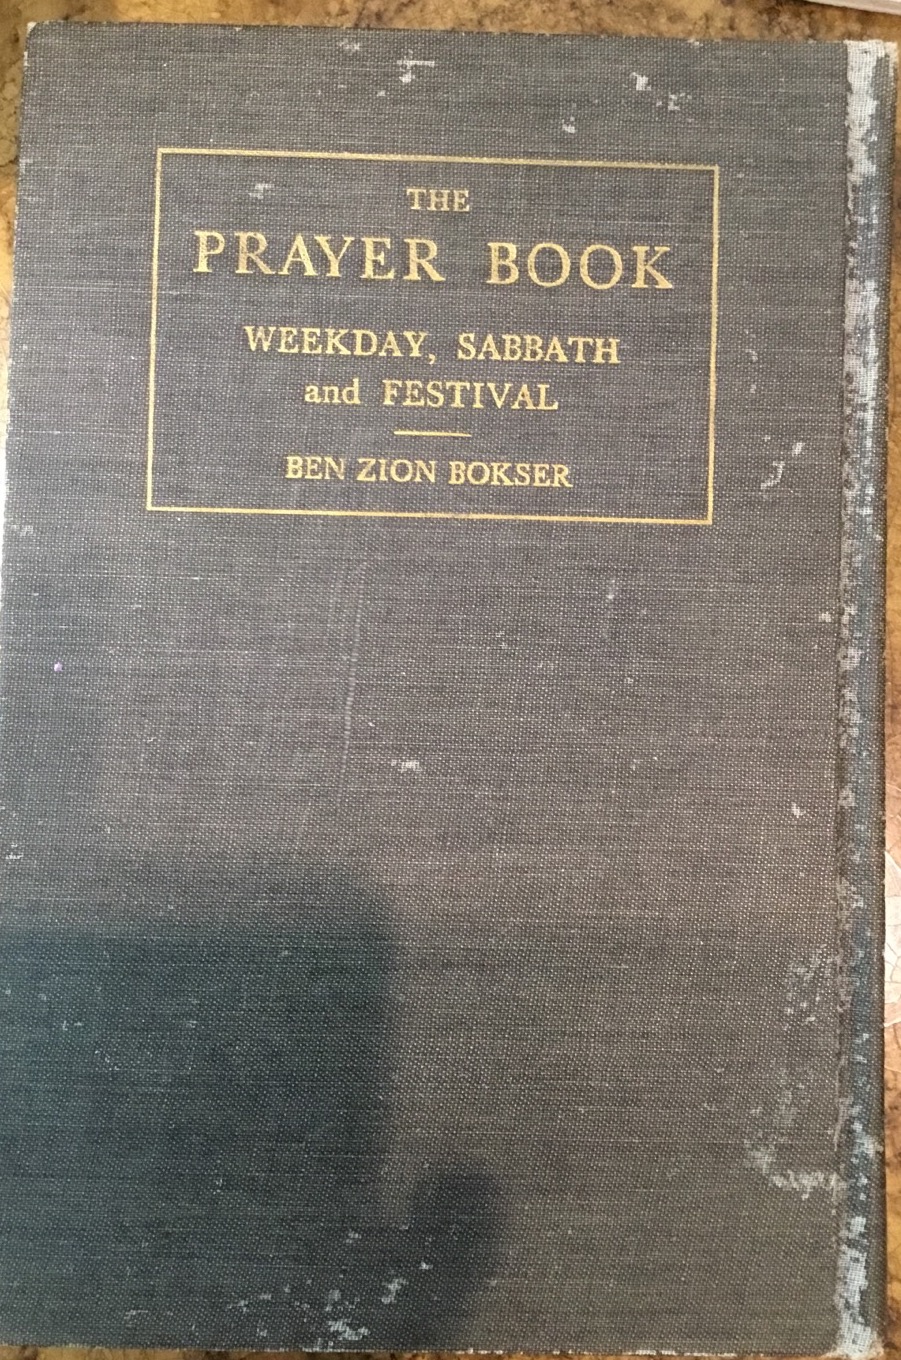 THE
PRAYER BOOK
WEEKDAY, SABBATH
and FESTIVAL
BEN ZION BOKSER